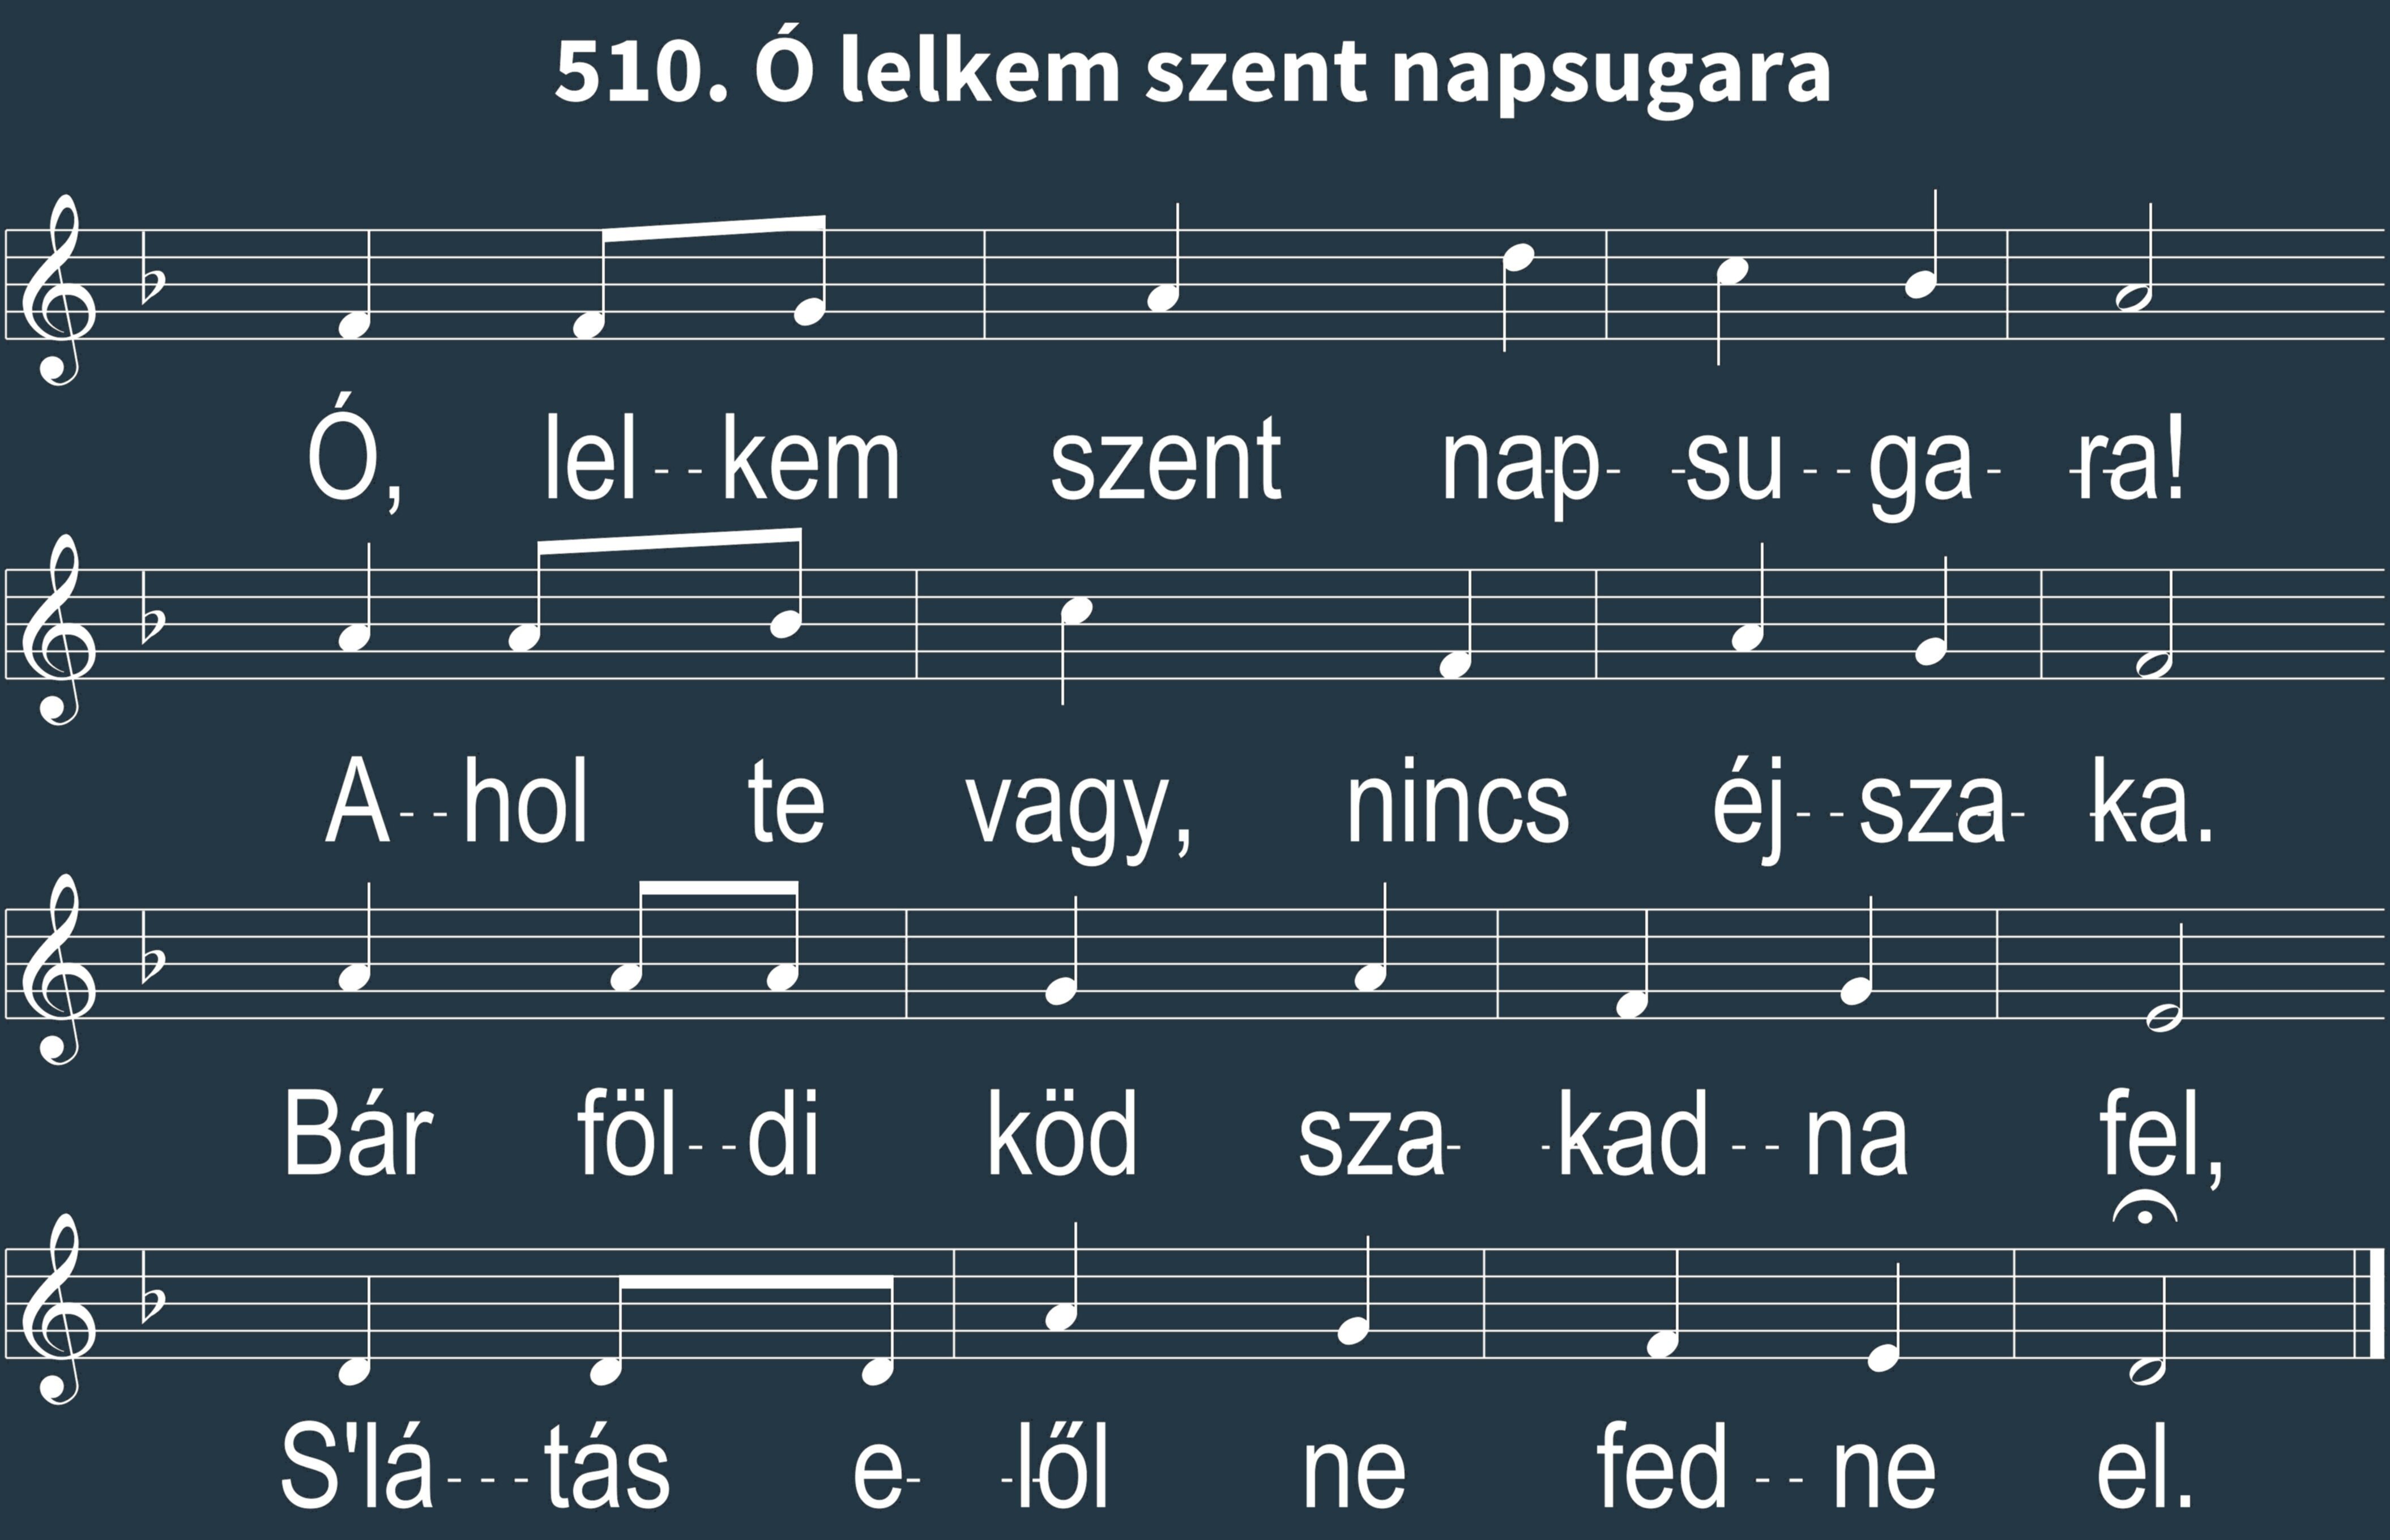 510. Ó lelkem szent napsugara
Ó, lel--kem szent nap- -su--ga- -ra!
A--hol te vagy, nincs éj--sza- -ka.
Bár föl--di köd sza- -kad--na fel,
S'lá---tás e- -lől ne fed--ne el.